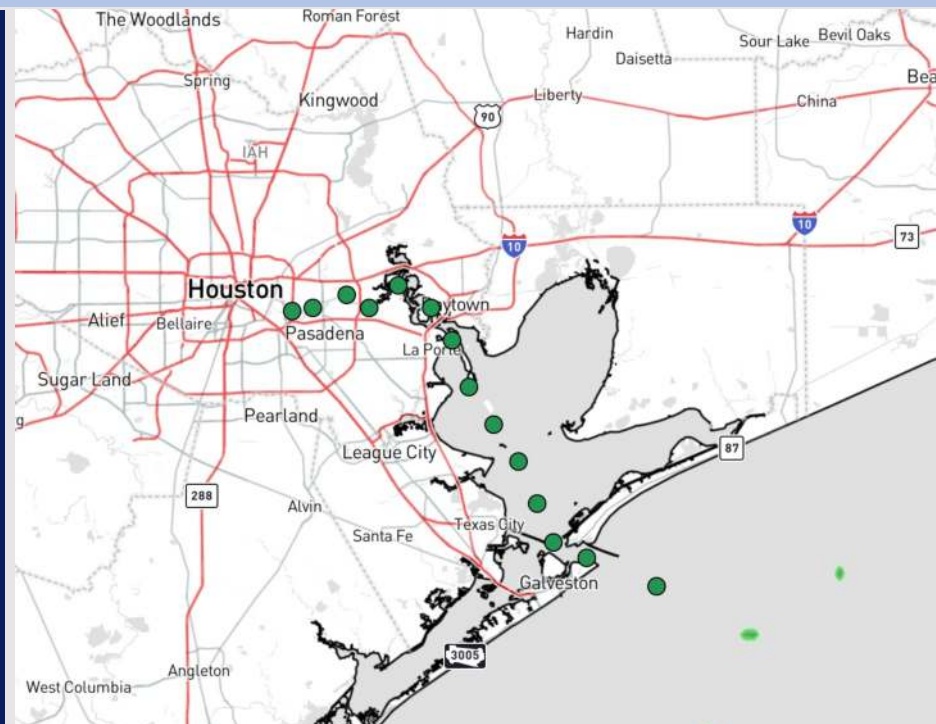 The Woodlands
Roman Forest
Hardin
Sour Lake
Bevil Oaks
Daisetta
Spring
Kingwood
Liberty
China
Bea
90
IAH
10
10
73
Houston
Baytown
Alief
Bellaire
Pasadena
La Porte
Sugar Land
g
Pearland
League City
87
288
Alvin
Texas City
Santa Fe
Galveston
3005
Angleton
West Columbia